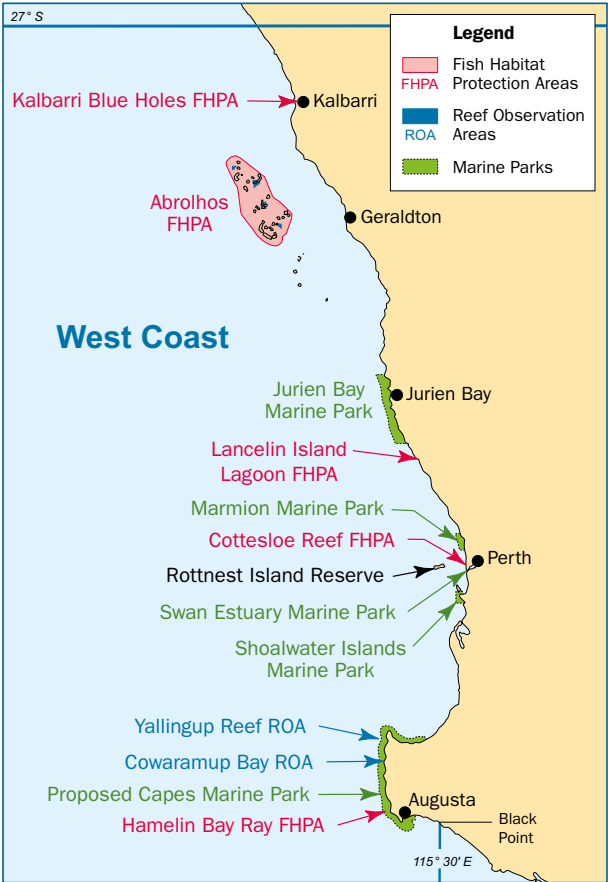 27° S
Legend
Fish Habitat
FHPA Protection Areas
Reef Observation
ROA Areas
Marine Parks
Kalbarri Blue Holes FHPA
Kalbarri
Abrolhos
FHPA
Geraldton
West Coast
Jurien Bay
Marine Park
Jurien Bay
Lancelin Island
Lagoon FHPA
Marmion Marine Park
Cottesloe Reef FHPA
Perth
Rottnest Island Reserve
Swan Estuary Marine Park
Shoalwater Islands
Marine Park
Yallingup Reef ROA
Cowaramup Bay ROA
Proposed Capes Marine Park
Augusta
Hamelin Bay Ray FHPA
Black
Point
115° 30' E